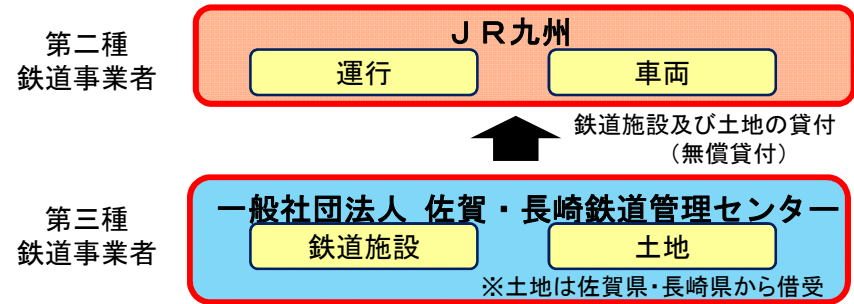 第二種
鉄道事業者
ＪＲ九州
運行
車両
鉄道施設及び土地の貸付
（無償貸付）
第三種
鉄道事業者
一般社団法人 佐賀・長崎鉄道管理センター
鉄道施設
土地
※土地は佐賀県・長崎県から借受